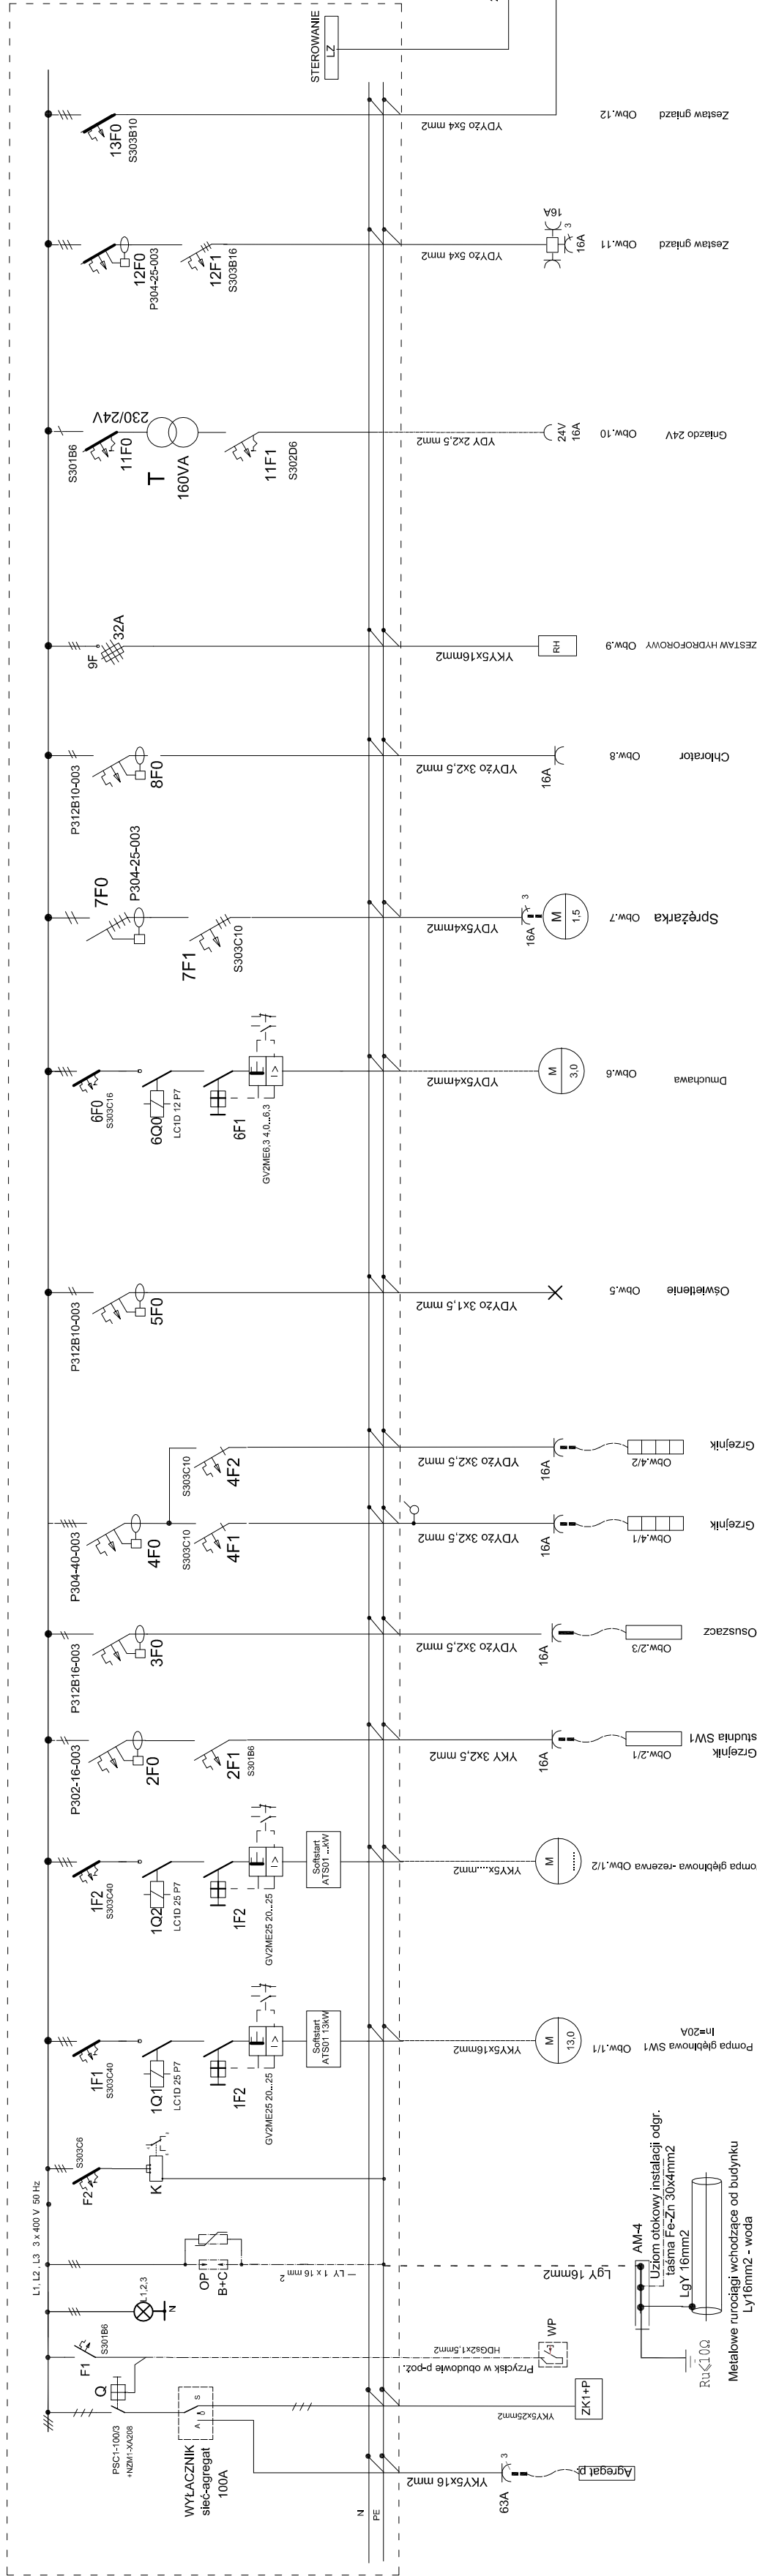 STEROWANIE
LZ
13F0
S303B10
YDYżo 5x4 mm2
Obw.12
Zestaw gniazd
12F0
P304-25-003
12F1
S303B16
YDYżo 5x4 mm2
16A
3
16A
Obw.11
Zestaw gniazd
S301B6
11F0
230/24V
T
160VA
11F1
S302D6
YDY 2x2,5 mm2
24V
16A
Obw.10
Gniazdo 24V
9F
32A
YKY5x16mm2
RH
Obw.9
ZESTAW HYDROFOROWY
P312B10-003
8F0
YDYżo 3x2,5 mm2
16A
Obw.8
Chlorator
7F0
P304-25-003
7F1
S303C10
YDY5x4mm2
16A
3
M
1,5
Obw.7
Sprężarka
6F0
S303C16
6Q0
LC1D 12 P7
6F1
I>
GV2ME6,3 4,0...6,3
YDY5x4mm2
M
3,0
Obw.6
Dmuchawa
P312B10-003
5F0
YDYżo 3x1,5 mm2
Obw.5
Oświetlenie
S303C10
4F2
YDYżo 3x2,5 mm2
16A
Obw.4/2
Grzejnik
P304-40-003
4F0
S303C10
4F1
YDYżo 3x2,5 mm2
16A
Obw.4/1
Grzejnik
P312B16-003
3F0
YDYżo 3x2,5 mm2
16A
Obw.2/3
Osuszacz
P302-16-003
2F0
2F1
S301B6
YKY 3x2,5 mm2
16A
Obw.2/1
Grzejnik
studnia SW1
1F2
S303C40
1Q2
LC1D 25 P7
1F2
I>
GV2ME25 20...25
Softstart
ATS01 ...kW
YKY5x....mm2
M
......
ompa głębinowa -rezerwa Obw.1/2
1F1
S303C40
1Q1
LC1D 25 P7
1F2
I>
GV2ME25 20...25
Softstart
ATS01 13kW
YKY5x16mm2
M
13,0
Pompa głębinowa SW1 Obw.1/1
In=20A
F2
S303C6
K
L1, L2 , L3 3 x 400 V 50 Hz
OP
B+C
LY 1 x 16 mm
2
LgY 16mm2
AM-4
Uziom otokowy instalacji odgr.
taśma Fe-Zn 30x4mm2
LgY 16mm2
Ru<10Ω
Metalowe rurociągi wchodzące od budynku
Ly16mm2 - woda
L1,2,3
N
F1
S301B6
HDGs2x1,5mm2
Przycisk w obudowie p-poż.
WP
Q
PSC1-100/3
+NZM1-XA208
WYŁACZNIK
sieć-agregat
100A
A
0
S
YKY5x25mm2
ZK1+P
N
PE
YKY5x16 mm2
63A
3
Agregat p